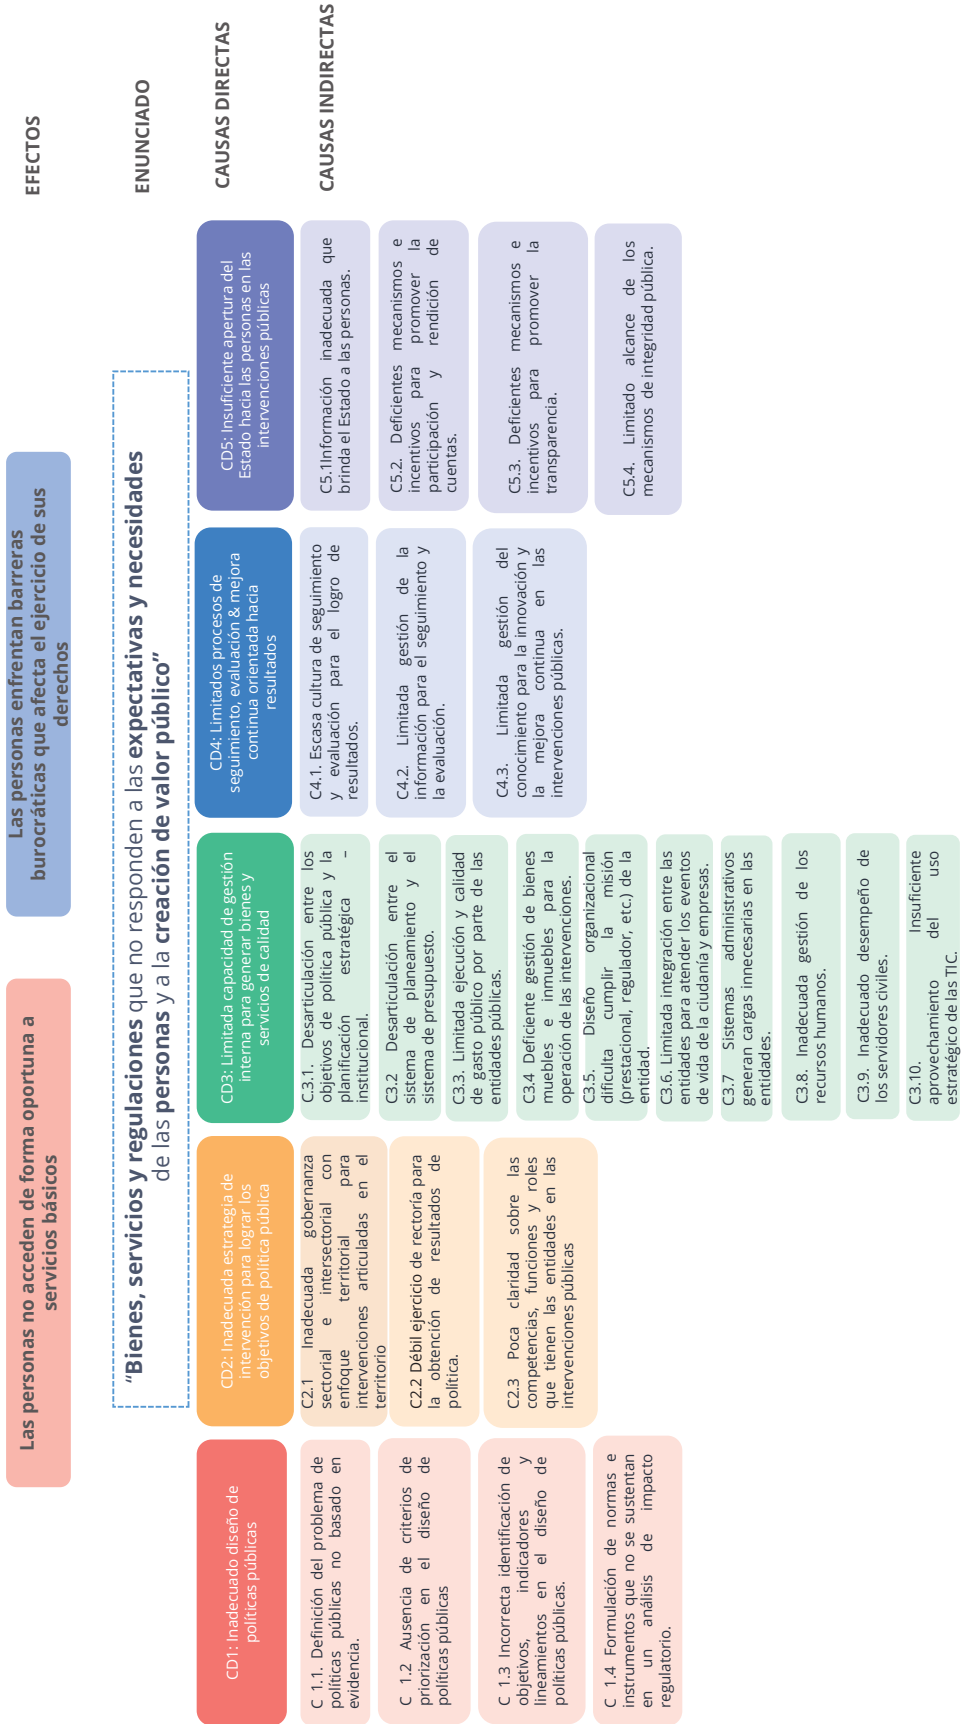 Las personas no acceden de forma oportuna a
servicios básicos
Las personas enfrentan barreras
burocráticas que afecta el ejercicio de sus
derechos
EFECTOS
“Bienes, servicios y regulaciones que no responden a las expectativas y necesidades
de las personas y a la creación de valor público”
ENUNCIADO
CD1: Inadecuado diseño de
políticas públicas
CD2: Inadecuada estrategia de
intervención para lograr los
objetivos de política pública
CD3: Limitada capacidad de gestión
interna para generar bienes y
servicios de calidad
CD4: Limitados procesos de
seguimiento, evaluación & mejora
continua orientada hacia
resultados
CD5: Insuficiente apertura del
Estado hacia las personas en las
intervenciones públicas
CAUSAS DIRECTAS
C 1.1. Definición del problema de
políticas públicas no basado en
evidencia.
C 1.2 Ausencia de criterios de
priorización en el diseño de
políticas públicas
C 1.3 Incorrecta identificación de
objetivos, indicadores y
lineamientos en el diseño de
políticas públicas.
C 1.4 Formulación de normas e
instrumentos que no se sustentan
en un análisis de impacto
regulatorio.
C2.1 Inadecuada gobernanza
sectorial e intersectorial con
enfoque territorial para
intervenciones articuladas en el
territorio
C2.2 Débil ejercicio de rectoría para
la obtención de resultados de
política.
C2.3 Poca claridad sobre las
competencias, funciones y roles
que tienen las entidades en las
intervenciones públicas
C3.1. Desarticulación entre los
objetivos de política pública y la
planificación estratégica –
institucional.
C3.2 Desarticulación entre el
sistema de planeamiento y el
sistema de presupuesto.
C3.3. Limitada ejecución y calidad
de gasto público por parte de las
entidades públicas.
C3.4 Deficiente gestión de bienes
muebles e inmuebles para la
operación de las intervenciones.
C3.5. Diseño organizacional
dificulta cumplir la misión
(prestacional, regulador, etc.) de la
entidad.
C3.6. Limitada integración entre las
entidades para atender los eventos
de vida de la ciudanía y empresas.
C3.7 Sistemas administrativos
generan cargas innecesarias en las
entidades.
C3.8. Inadecuada gestión de los
recursos humanos.
C3.9. Inadecuado desempeño de
los servidores civiles.
C3.10. Insuficiente
aprovechamiento del uso
estratégico de las TIC.
C4.1. Escasa cultura de seguimiento
y evaluación para el logro de
resultados.
C4.2. Limitada gestión de la
información para el seguimiento y
la evaluación.
C4.3. Limitada gestión del
conocimiento para la innovación y
la mejora continua en las
intervenciones públicas.
C5.1Información inadecuada que
brinda el Estado a las personas.
C5.2. Deficientes mecanismos e
incentivos para promover la
participación y rendición de
cuentas.
C5.3. Deficientes mecanismos e
incentivos para promover la
transparencia.
C5.4. Limitado alcance de los
mecanismos de integridad pública.
CAUSAS INDIRECTAS